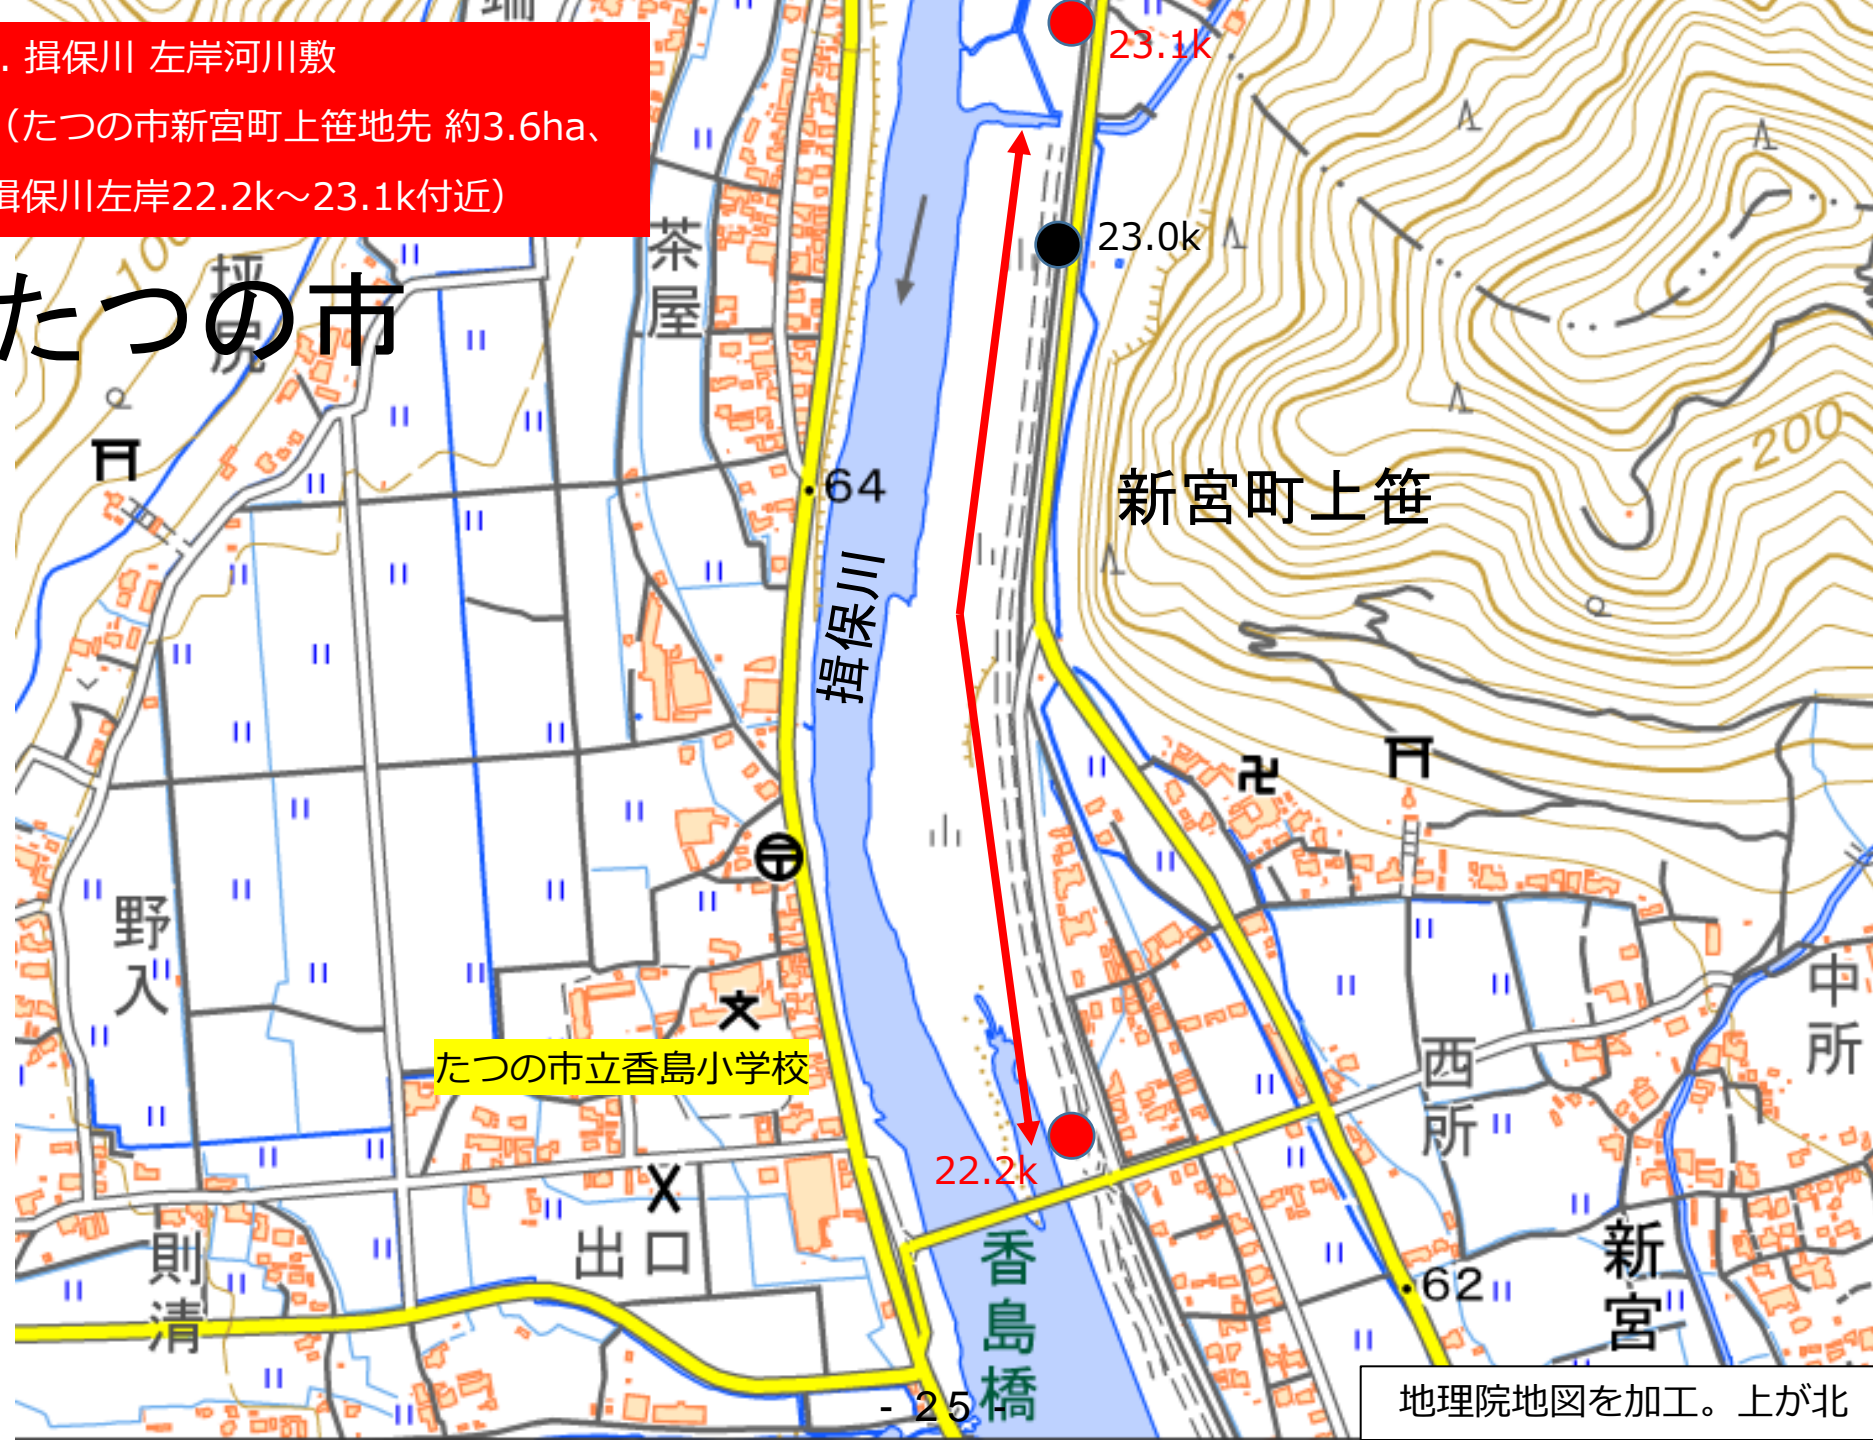 . 揖保川 左岸河川敷
（たつの市新宮町上笹地先 約3.6ha、
揖保川左岸22.2k～23.1k付近）
23.1k
23.0k
茶屋
坪尻
たつの市
100
64
新宮町上笹
200
揖保川
野入
たつの市立香島小学校
中所
西所
22.2k
出口
則清
香島橋
62
新宮
- 25 -
地理院地図を加工。上が北